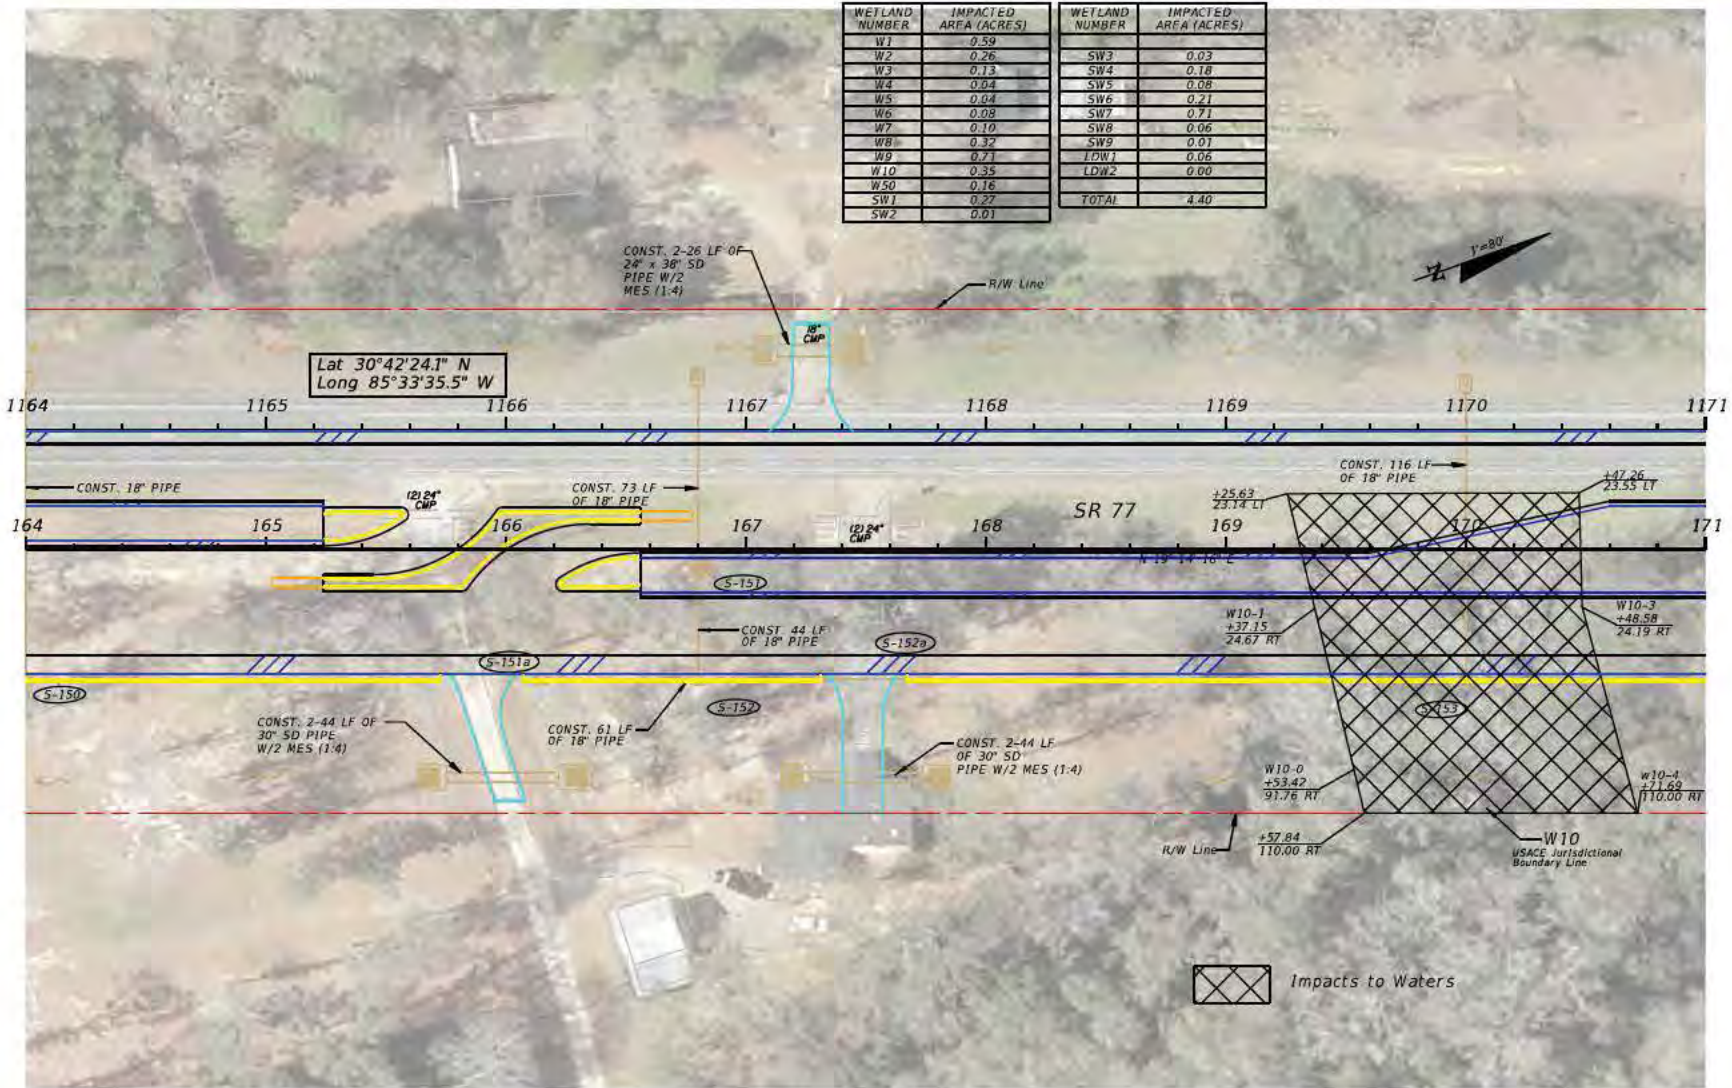 WETLAND NUMBER IMPACTED AREA (ACRES) WETLAND NUMBER IMPACTED AREA (ACRES)
W1 0.59
W2 0.26 SW3 0.03
W3 0.13 SW4 0.18
W4 0.04 SW5 0.08
W5 0.04 SW6 0.21
W6 0.08 SW7 0.71
W7 0.10 SW8 0.06
W8 0.32 SW9 0.01
W9 0.71 LDW1 0.06
W10 0.35 LDW2 0.00
W50 0.16
SW1 0.27 TOTAL 4.40
SW2 0.01
CONST. 2-26 LF OF
24" x 38" SD
PIPE W/2
MES (1:4)
R/W Line
1"=80'
N
18"
CMP
Lat 30°42'24.1" N
Long 85°33'35.5" W
1164 1165 1166 1167 1168 1169 1170 1171
CONST. 18" PIPE
(2) 24"
CMP
CONST. 73 LF
OF 18" PIPE
CONST. 116 LF
OF 18" PIPE
+25.63
23.14 LT
+47.26
23.55 LT
SR 77
164 165 166 167 168 169 170 171
(2) 24"
CMP
N 19° 14' 16" E
S-151
CONST. 44 LF
OF 18" PIPE
W10-1
+37.15
24.67 RT
W10-3
+48.58
24.19 RT
S-151a
S-152a
S-150
S-152
S-153
CONST. 2-44 LF OF
30" SD PIPE
W/2 MES (1:4)
CONST. 61 LF
OF 18" PIPE
CONST. 2-44 LF
OF 30" SD
PIPE W/2 MES (1:4)
W10-0
+53.42
91.76 RT
W10-4
+71.69
110.00 RT
R/W Line
+57.84
110.00 RT
W10
USACE Jurisdictional
Boundary Line
Impacts to Waters